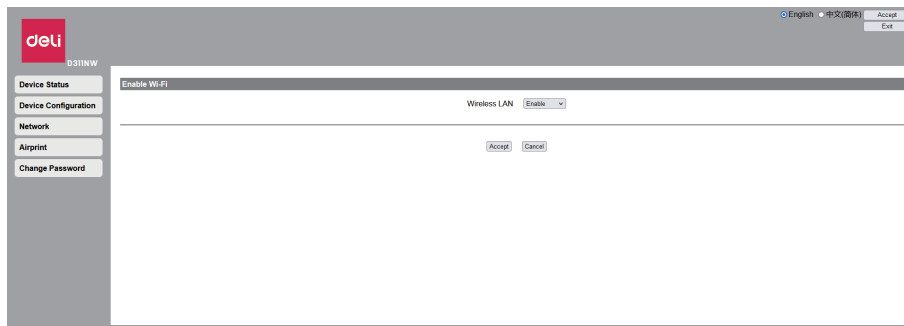 English 中文(简体) Accept
Exit
deli
D311NW
Device Status
Device Configuration
Network
Airprint
Change Password
Enable Wi-Fi
Wireless LAN Enable
Accept Cancel